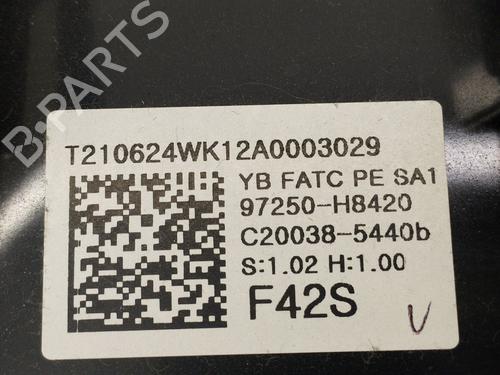 B-PARTS
T210624WK12A0003029
YB FATC PE SA1
97250-H8420
C20038-5440b
S:1.02 H:1.00
F42S
V